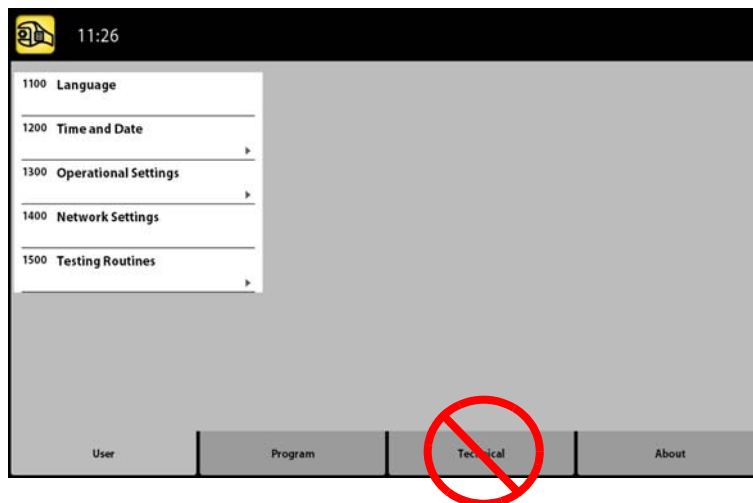 11:26
1100 Language
1200 Time and Date
1300 Operational Settings
1400 Network Settings
1500 Testing Routines
User Program Technical About